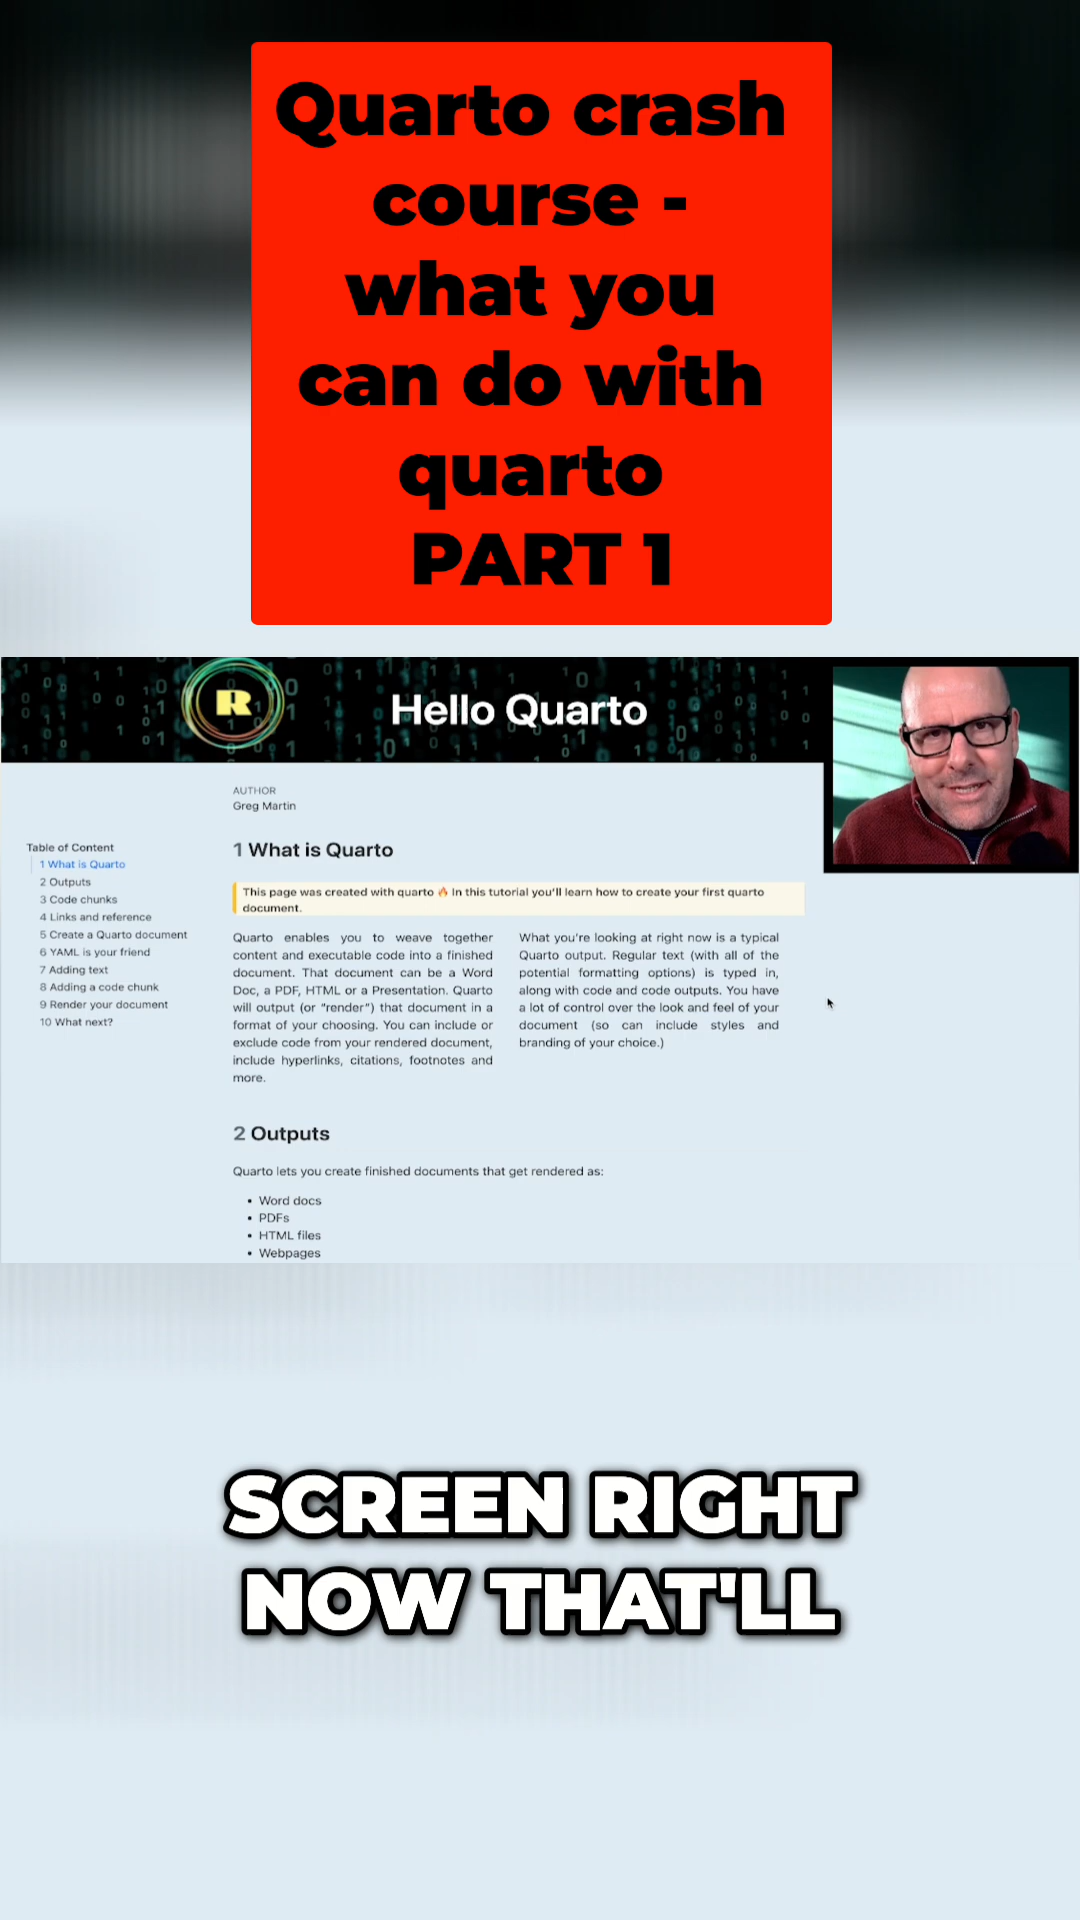 Quarto crash
course -
what you
can do with
quarto
PART 1
R
Hello Quarto
AUTHOR
Greg Martin
Table of Content
1 What is Quarto
2 Outputs
3 Code chunks
4 Links and reference
5 Create a Quarto document
6 YAML is your friend
7 Adding text
8 Adding a code chunk
9 Render your document
10 What next?
1 What is Quarto
This page was created with quarto 🔥 In this tutorial you'll learn how to create your first quarto
document.
Quarto enables you to weave together
content and executable code into a finished
document. That document can be a Word
Doc, a PDF, HTML or a Presentation. Quarto
will output (or "render") that document in a
format of your choosing. You can include or
exclude code from your rendered document,
include hyperlinks, citations, footnotes and
more.
What you're looking at right now is a typical
Quarto output. Regular text (with all of the
potential formatting options) is typed in,
along with code and code outputs. You have
a lot of control over the look and feel of your
document (so can include styles and
branding of your choice.)
2 Outputs
Quarto lets you create finished documents that get rendered as:
• Word docs
• PDFs
• HTML files
• Webpages
SCREEN RIGHT
NOW THAT'LL